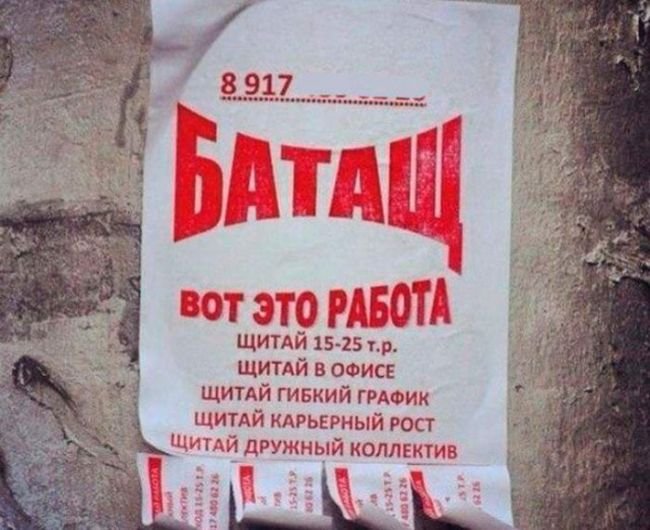 8 917
БАТАЩ
ВОТ ЭТО РАБОТА
ЩИТАЙ 15-25 т.р.
ЩИТАЙ В ОФИСЕ
ЩИТАЙ ГИБКИЙ ГРАФИК
ЩИТАЙ КАРЬЕРНЫЙ РОСТ
ЩИТАЙ ДРУЖНЫЙ КОЛЛЕКТИВ